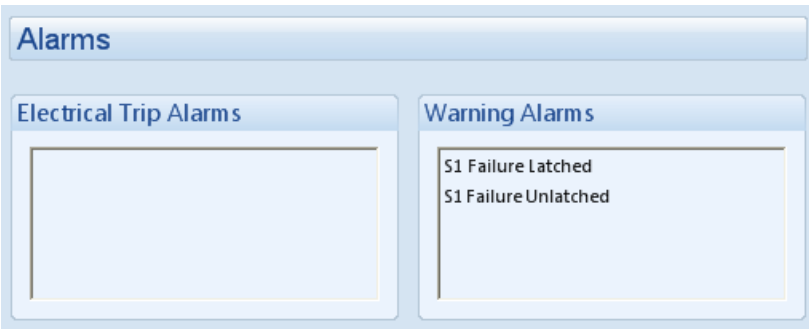 Alarms
Electrical Trip Alarms
Warning Alarms
S1 Failure Latched
S1 Failure Unlatched